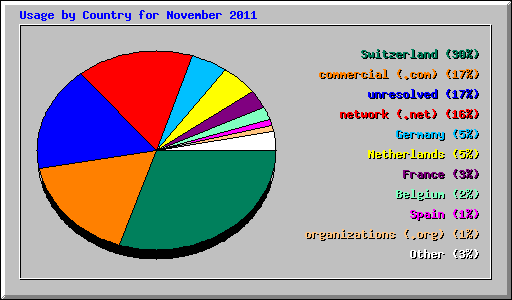 Usage by Country for November 2011
Switzerland (30%)
commercial (.com) (17%)
unresolved (17%)
network (.net) (16%)
Germany (5%)
Netherlands (5%)
France (3%)
Belgium (2%)
Spain (1%)
organizations (.org) (1%)
Other (3%)